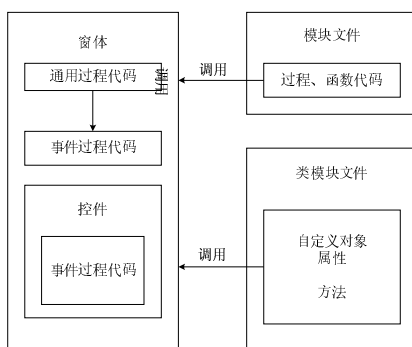 窗体
通用过程代码
调用
事件过程代码
控件
事件过程代码
调用
调用
模块文件
过程、函数代码
类模块文件
自定义对象
属性
方法